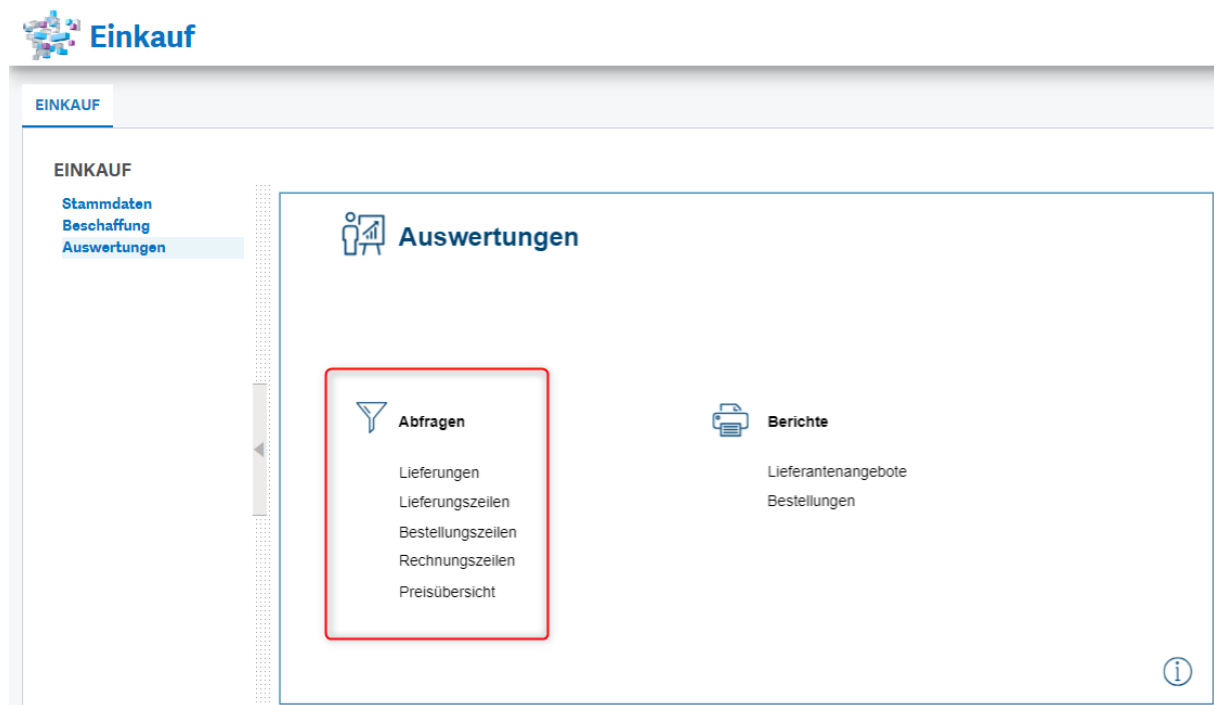 Einkauf
EINKAUF
EINKAUF
Stammdaten
Beschaffung
Auswertungen
Auswertungen
Abfragen
Lieferungen
Lieferungszeilen
Bestellungszeilen
Rechnungszeilen
Preisübersicht
Berichte
Lieferantenangebote
Bestellungen